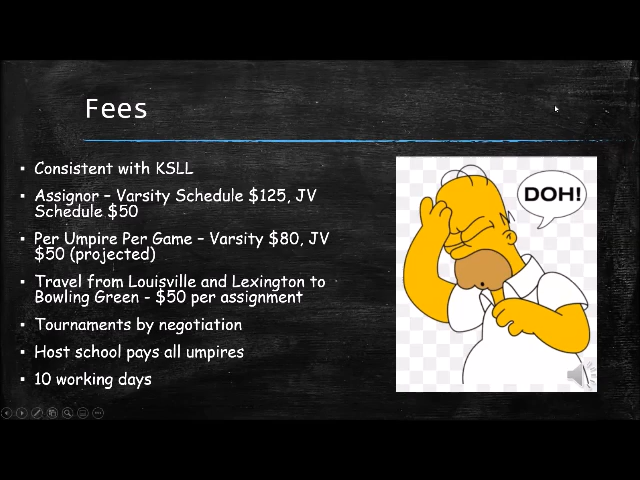 Fees
▪ Consistent with KSLL
▪ Assignor – Varsity Schedule $125, JV
Schedule $50
▪ Per Umpire Per Game – Varsity $80, JV
$50 (projected)
▪ Travel from Louisville and Lexington to
Bowling Green - $50 per assignment
▪ Tournaments by negotiation
▪ Host school pays all umpires
▪ 10 working days
DOH!